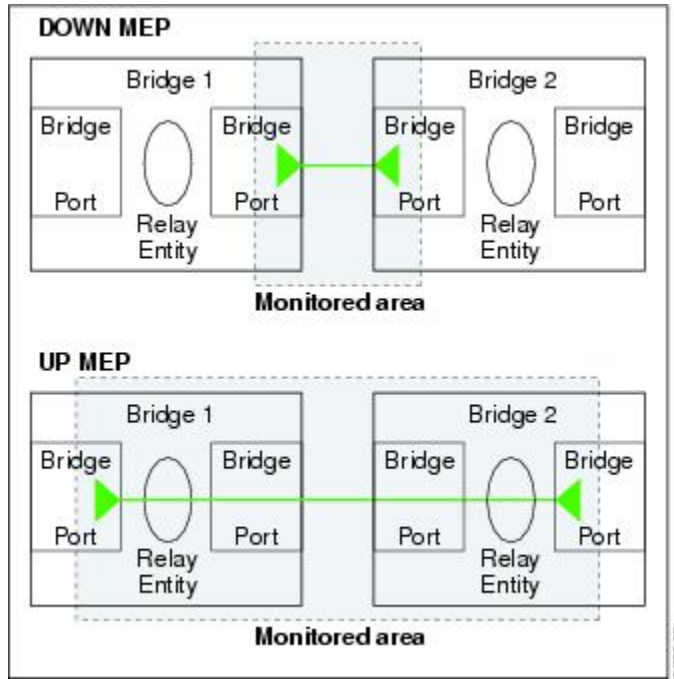 DOWN MEP
Bridge 1
Bridge 2
Bridge
Bridge
Bridge
Bridge
Port
Port
Port
Port
Relay
Entity
Relay
Entity
Monitored area
UP MEP
Bridge 1
Bridge 2
Bridge
Bridge
Bridge
Bridge
Port
Port
Port
Port
Relay
Entity
Relay
Entity
Monitored area